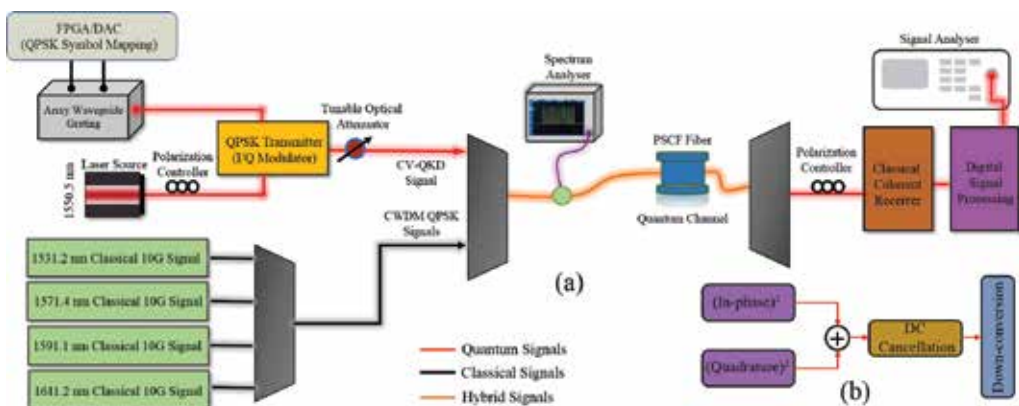 FPGA/DAC
(QPSK Symbol Mapping)
Array Waveguide
Grating
Laser Source
1550.5 nm
Polarization
Controller
QPSK Transmitter
(I/Q Modulator)
Tunable Optical
Attenuator
CV-QKD
Signal
CWDM QPSK
Signals
1531.2 nm Classical 10G Signal
1571.4 nm Classical 10G Signal
1591.1 nm Classical 10G Signal
1611.2 nm Classical 10G Signal
Spectrum
Analyser
(a)
PSCF Fiber
Quantum Channel
Polarization
Controller
Signal Analyser
Classical
Coherent
Receiver
Digital
Signal
Processing
Quantum Signals
Classical Signals
Hybrid Signals
(In-phase)²
(Quadrature)²
+
DC
Cancellation
Down-conversion
(b)